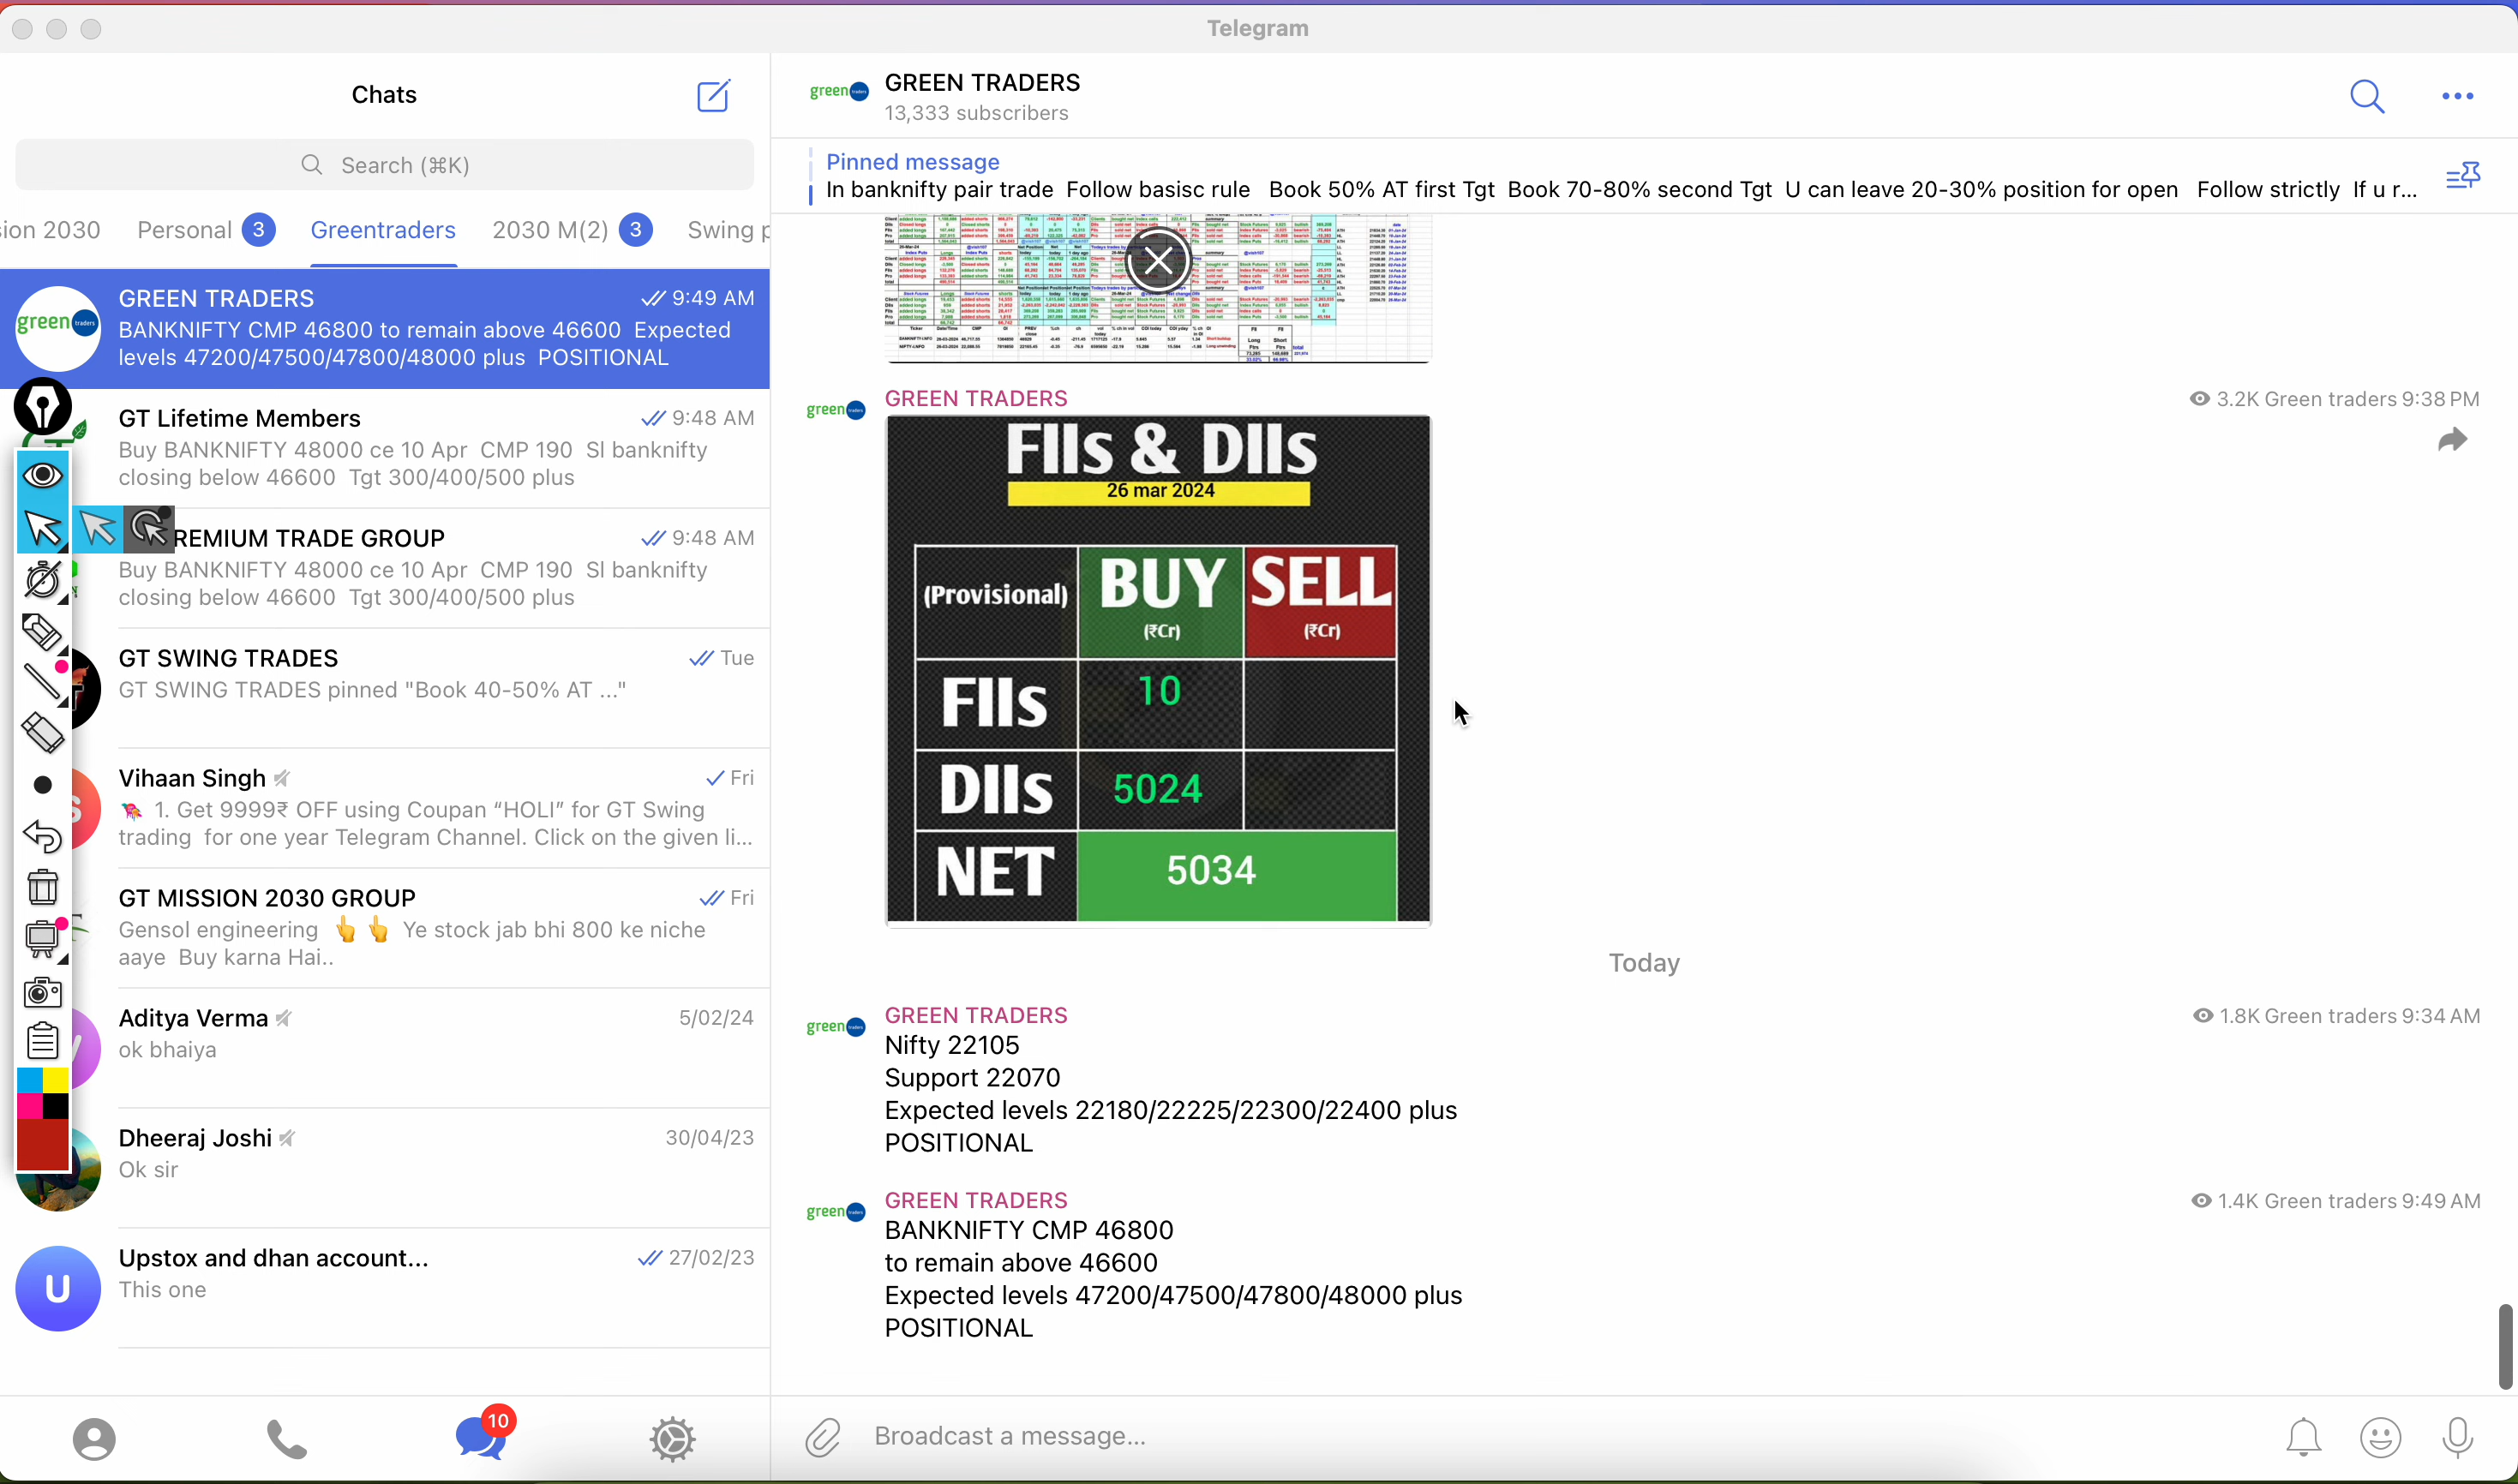 Telegram
Chats
Search (⌘K)
ion 2030
Personal 3
Greentraders
2030 M(2) 3
Swing p
GREEN TRADERS
9:49 AM
BANKNIFTY CMP 46800 to remain above 46600 Expected
levels 47200/47500/47800/48000 plus POSITIONAL
GT Lifetime Members
9:48 AM
Buy BANKNIFTY 48000 ce 10 Apr CMP 190 Sl banknifty
closing below 46600 Tgt 300/400/500 plus
REMIUM TRADE GROUP
9:48 AM
Buy BANKNIFTY 48000 ce 10 Apr CMP 190 Sl banknifty
closing below 46600 Tgt 300/400/500 plus
GT SWING TRADES
Tue
GT SWING TRADES pinned "Book 40-50% AT ..."
Vihaan Singh
Fri
1. Get 9999₹ OFF using Coupan “HOLI” for GT Swing
trading for one year Telegram Channel. Click on the given li...
GT MISSION 2030 GROUP
Fri
Gensol engineering 👆 👆 Ye stock jab bhi 800 ke niche
aaye Buy karna Hai..
Aditya Verma
5/02/24
ok bhaiya
Dheeraj Joshi
30/04/23
Ok sir
U
Upstox and dhan account...
27/02/23
This one
10
green traders
GREEN TRADERS
13,333 subscribers
Pinned message
In banknifty pair trade Follow basisc rule Book 50% AT first Tgt Book 70-80% second Tgt U can leave 20-30% position for open Follow strictly If u r...
GREEN TRADERS
3.2K Green traders 9:38 PM
FIIs & DIIs
26 mar 2024
(Provisional) BUY (₹Cr) SELL (₹Cr)
FIIs 10
DIIs 5024
NET 5034
Today
GREEN TRADERS
1.8K Green traders 9:34 AM
Nifty 22105
Support 22070
Expected levels 22180/22225/22300/22400 plus
POSITIONAL
GREEN TRADERS
1.4K Green traders 9:49 AM
BANKNIFTY CMP 46800
to remain above 46600
Expected levels 47200/47500/47800/48000 plus
POSITIONAL
Broadcast a message...